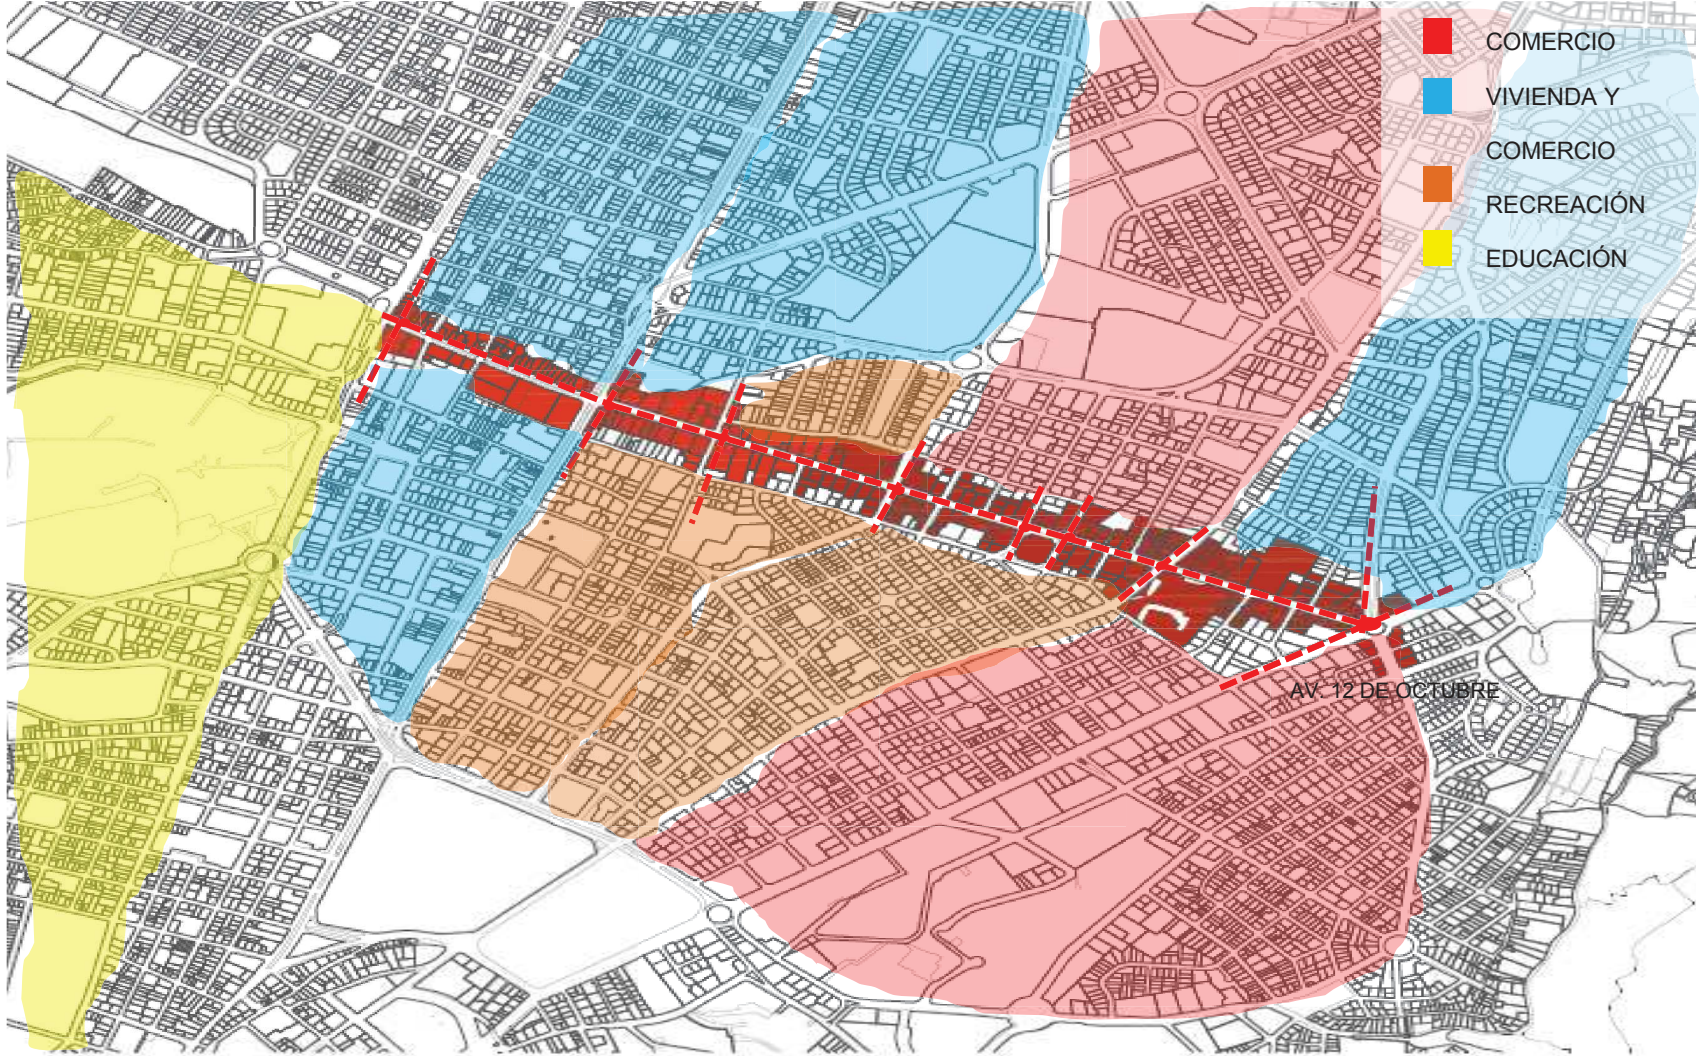 COMERCIO
VIVIENDA Y
COMERCIO
RECREACIÓN
EDUCACIÓN
AV. 12 DE OCTUBRE